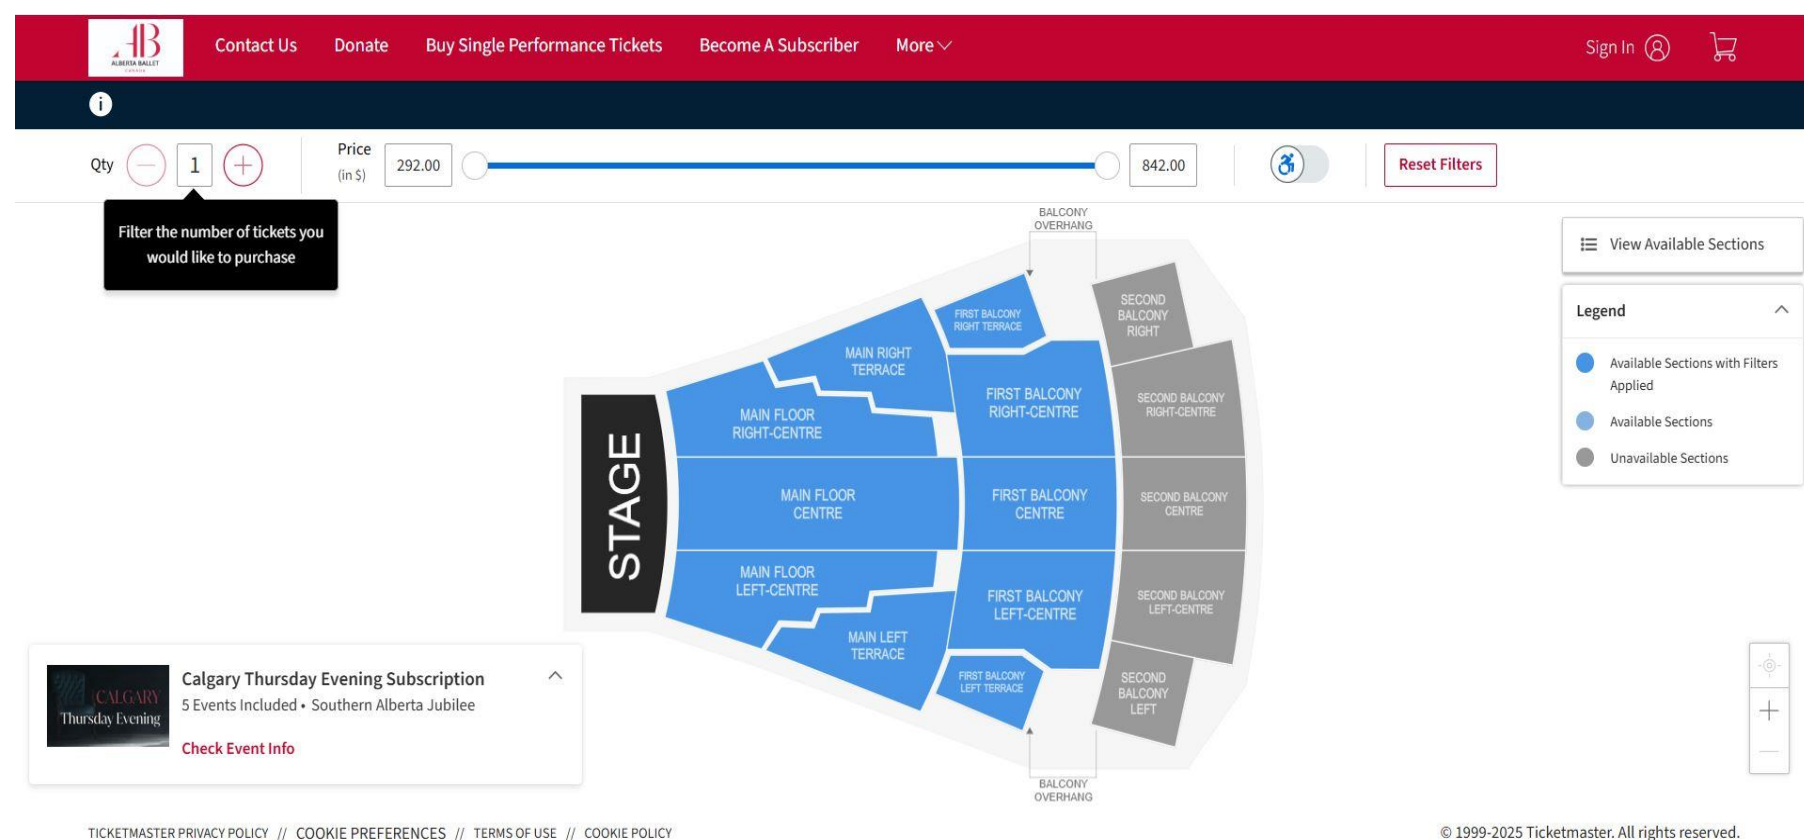 AB
ALBERTA BALLET
CANADA
Contact Us
Donate
Buy Single Performance Tickets
Become A Subscriber
More
Sign In
i
Qty
1
Price
(in $)
292.00
842.00
Reset Filters
Filter the number of tickets you
would like to purchase
BALCONY
OVERHANG
View Available Sections
Legend
Available Sections with Filters
Applied
Available Sections
Unavailable Sections
STAGE
FIRST BALCONY
RIGHT TERRACE
SECOND
BALCONY
RIGHT
MAIN RIGHT
TERRACE
FIRST BALCONY
RIGHT-CENTRE
SECOND BALCONY
RIGHT-CENTRE
MAIN FLOOR
RIGHT-CENTRE
MAIN FLOOR
CENTRE
FIRST BALCONY
CENTRE
SECOND BALCONY
CENTRE
MAIN FLOOR
LEFT-CENTRE
FIRST BALCONY
LEFT-CENTRE
SECOND BALCONY
LEFT-CENTRE
MAIN LEFT
TERRACE
FIRST BALCONY
LEFT TERRACE
SECOND
BALCONY
LEFT
BALCONY
OVERHANG
CALGARY
Thursday Evening
Calgary Thursday Evening Subscription
5 Events Included • Southern Alberta Jubilee
Check Event Info
TICKETMASTER PRIVACY POLICY // COOKIE PREFERENCES // TERMS OF USE // COOKIE POLICY
© 1999-2025 Ticketmaster. All rights reserved.